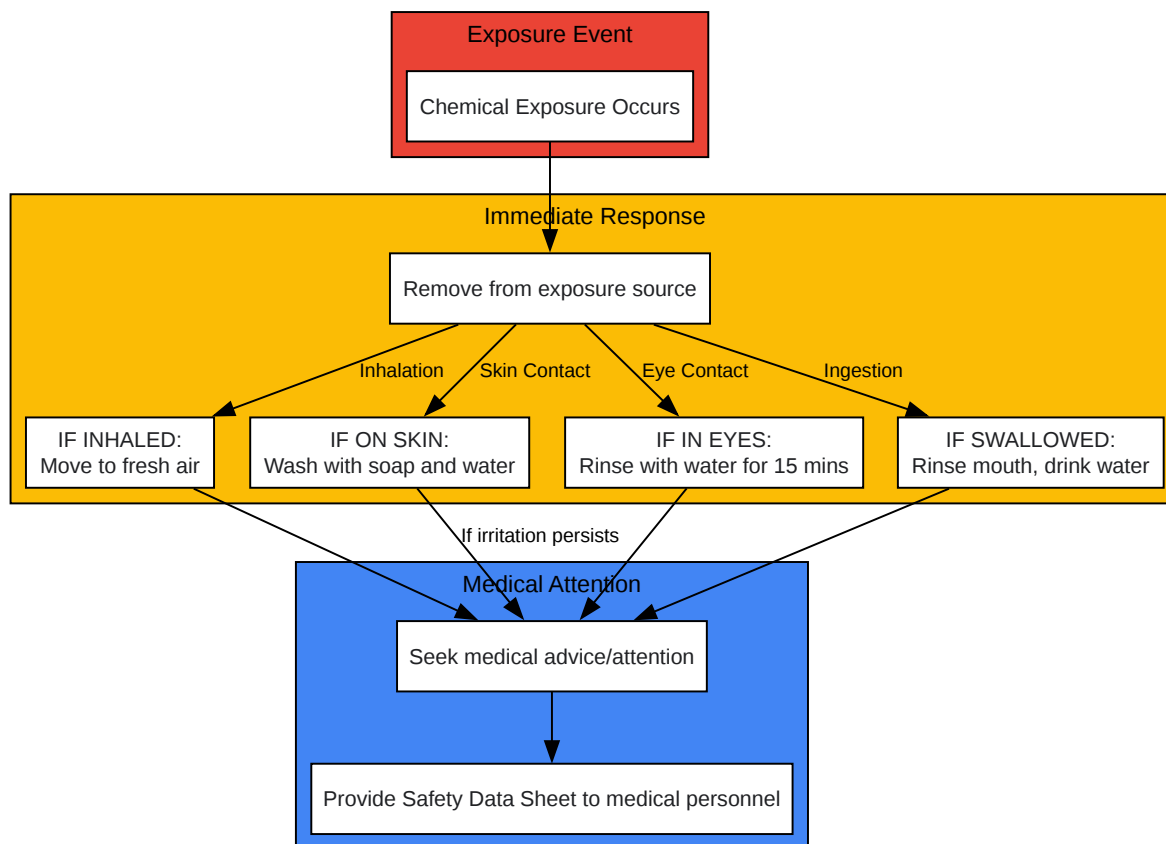 Exposure Event
Chemical Exposure Occurs
Immediate Response
Remove from exposure source
Inhalation
Skin Contact
Eye Contact
Ingestion
IF INHALED:
Move to fresh air
IF ON SKIN:
Wash with soap and water
IF IN EYES:
Rinse with water for 15 mins
IF SWALLOWED:
Rinse mouth, drink water
If irritation persists
Medical Attention
Seek medical advice/attention
Provide Safety Data Sheet to medical personnel